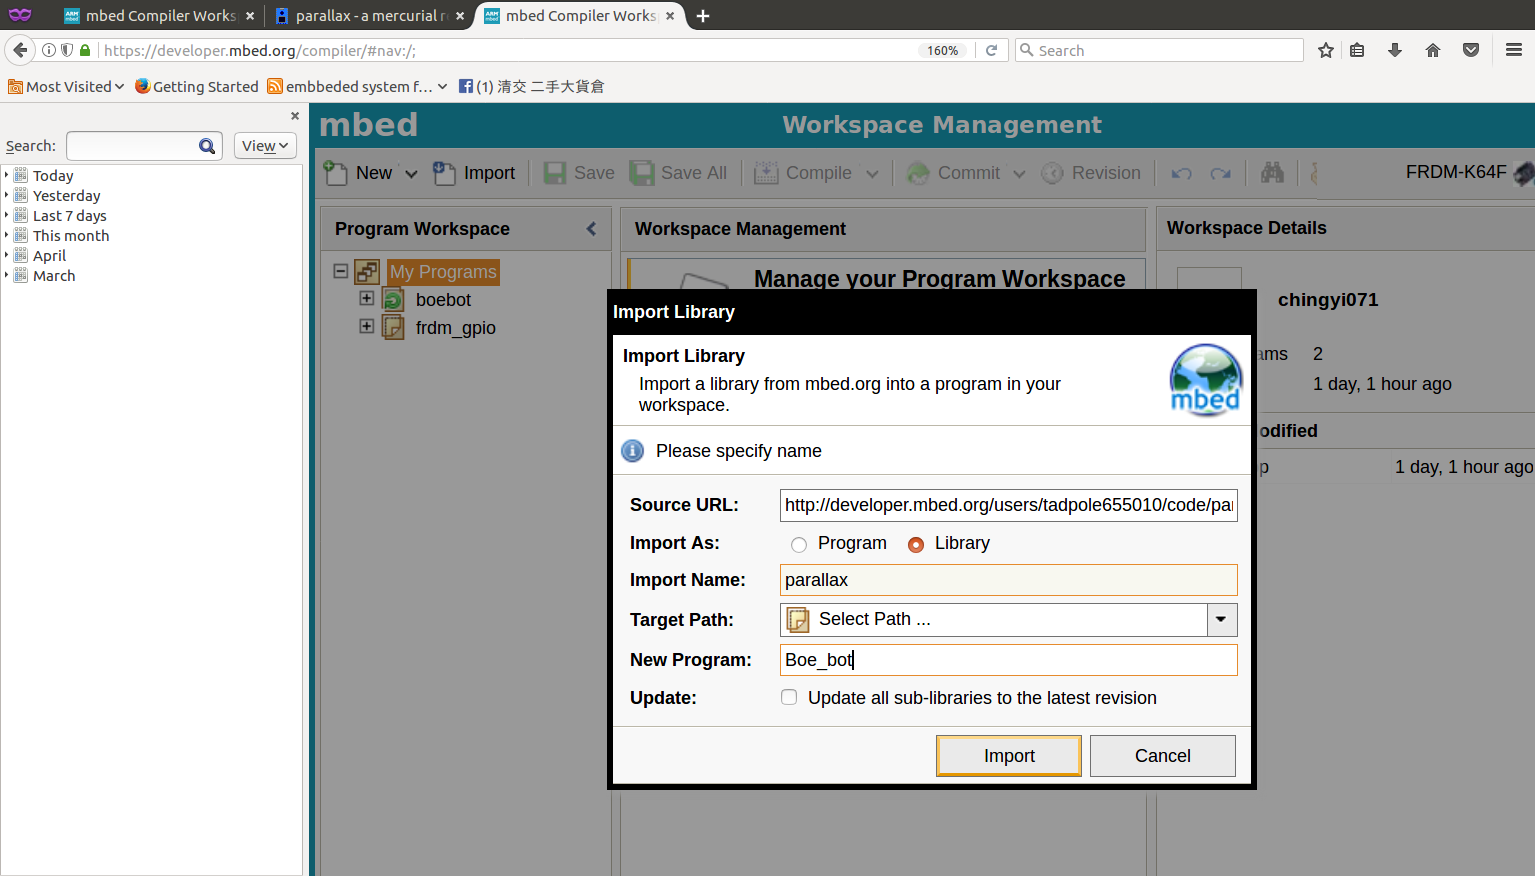 mbed Compiler Works
parallax - a mercurial r
mbed Compiler Works
https://developer.mbed.org/compiler/#nav:/;
160%
Search
Most Visited
Getting Started
embbeded system f...
(1) 清交 二手大貨倉
Search:
View
Today
Yesterday
Last 7 days
This month
April
March
mbed
Workspace Management
New
Import
Save
Save All
Compile
Commit
Revision
FRDM-K64F
Program Workspace
My Programs
boebot
frdm_gpio
Workspace Management
Manage your Program Workspace
Workspace Details
chingyi071
ams 2
1 day, 1 hour ago
odified
p 1 day, 1 hour ago
Import Library
Import Library
Import a library from mbed.org into a program in your
workspace.
mbed
Please specify name
Source URL: http://developer.mbed.org/users/tadpole655010/code/par
Import As: Program Library
Import Name: parallax
Target Path: Select Path ...
New Program: Boe_bot
Update: Update all sub-libraries to the latest revision
Import Cancel